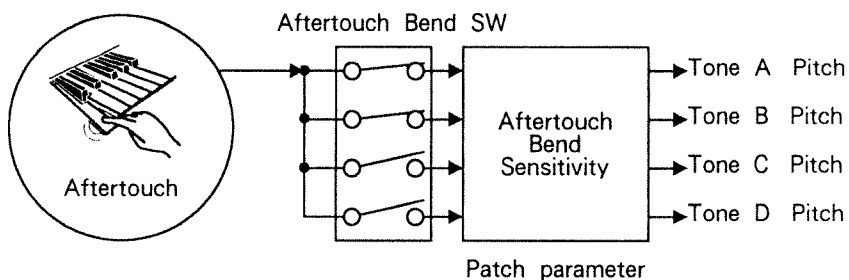 Aftertouch Bend SW
Aftertouch
Aftertouch
Bend
Sensitivity
Tone A Pitch
Tone B Pitch
Tone C Pitch
Tone D Pitch
Patch parameter